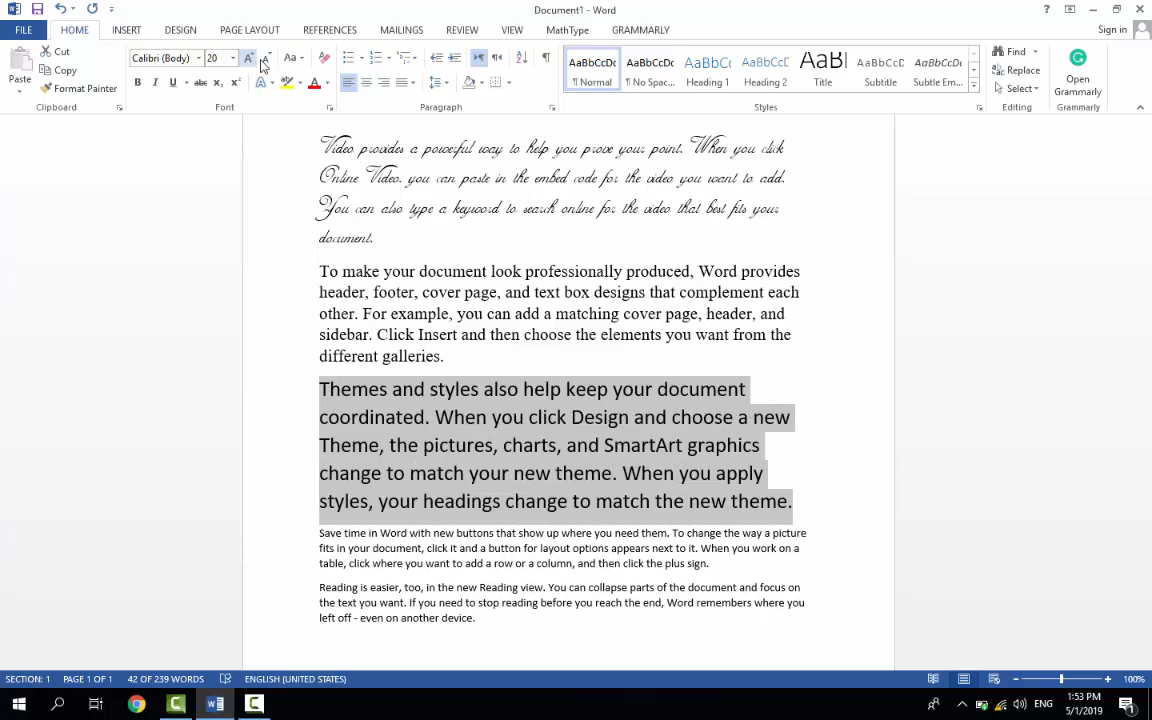 Document1 - Word
?
FILE HOME INSERT DESIGN PAGE LAYOUT REFERENCES MAILINGS REVIEW VIEW MathType GRAMMARLY
Sign in
Cut
Copy
Format Painter
Paste
Calibri (Body) 20
Aa
B I U abc x₂ x²
AaBbCcDc AaBbCcDc AaBbC( AaBbCcD AaB( AaBbCcD AaBbCcDc
¶ Normal ¶ No Spac... Heading 1 Heading 2 Title Subtitle Subtle Em...
Find
Replace
Select
Open
Grammarly
Clipboard Font Paragraph Styles Editing Grammarly
Video provides a powerful way to help you prove your point. When you click
Online Video, you can paste in the embed code for the video you want to add.
You can also type a keyword to search online for the video that best fits your
document.
To make your document look professionally produced, Word provides
header, footer, cover page, and text box designs that complement each
other. For example, you can add a matching cover page, header, and
sidebar. Click Insert and then choose the elements you want from the
different galleries.
Themes and styles also help keep your document
coordinated. When you click Design and choose a new
Theme, the pictures, charts, and SmartArt graphics
change to match your new theme. When you apply
styles, your headings change to match the new theme.
Save time in Word with new buttons that show up where you need them. To change the way a picture
fits in your document, click it and a button for layout options appears next to it. When you work on a
table, click where you want to add a row or a column, and then click the plus sign.
Reading is easier, too, in the new Reading view. You can collapse parts of the document and focus on
the text you want. If you need to stop reading before you reach the end, Word remembers where you
left off - even on another device.
SECTION: 1 PAGE 1 OF 1 42 OF 239 WORDS ENGLISH (UNITED STATES) 100%
ENG
1:53 PM
5/1/2019